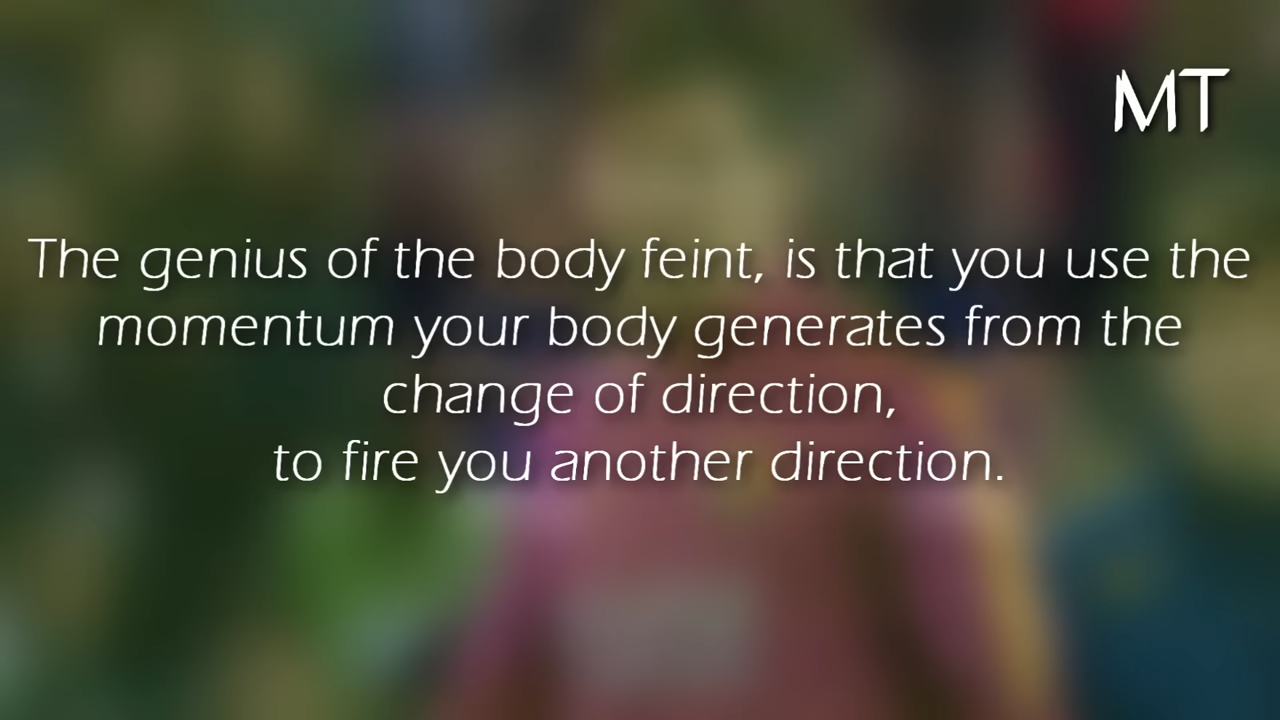 MT
The genius of the body feint, is that you use the
momentum your body generates from the
change of direction,
to fire you another direction.